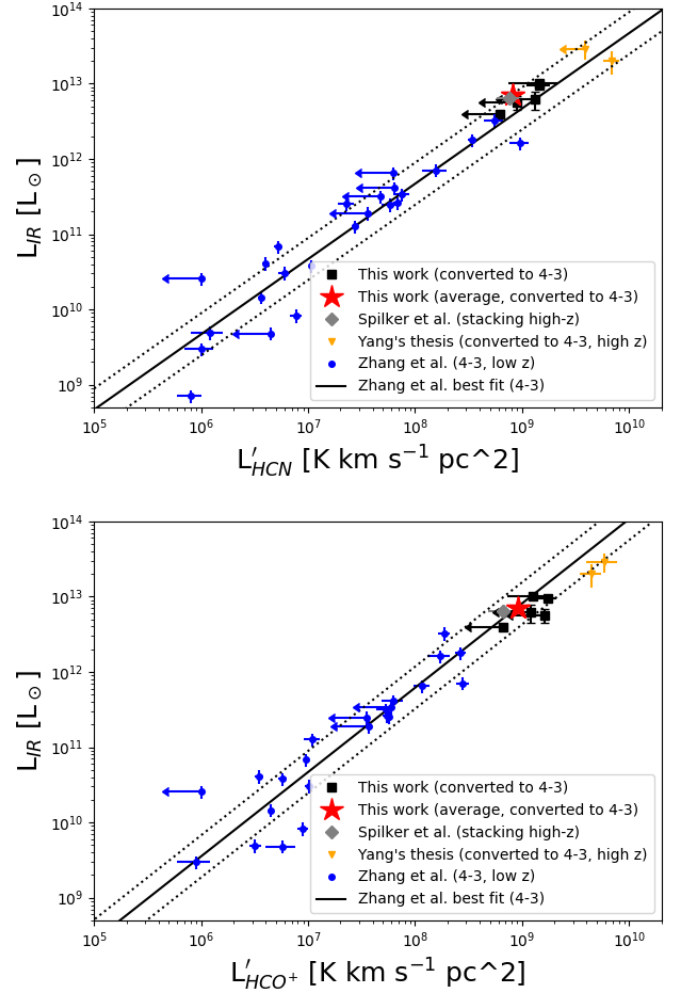 10^14
10^13
10^12
10^11
10^10
10^9
L_IR [L_⊙]
This work (converted to 4-3)
This work (average, converted to 4-3)
Spilker et al. (stacking high-z)
Yang's thesis (converted to 4-3, high z)
Zhang et al. (4-3, low z)
Zhang et al. best fit (4-3)
10^5 10^6 10^7 10^8 10^9 10^10
L′_HCN [K km s^−1 pc^2]
10^14
10^13
10^12
10^11
10^10
10^9
L_IR [L_⊙]
This work (converted to 4-3)
This work (average, converted to 4-3)
Spilker et al. (stacking high-z)
Yang's thesis (converted to 4-3, high z)
Zhang et al. (4-3, low z)
Zhang et al. best fit (4-3)
10^5 10^6 10^7 10^8 10^9 10^10
L′_HCO+ [K km s^−1 pc^2]